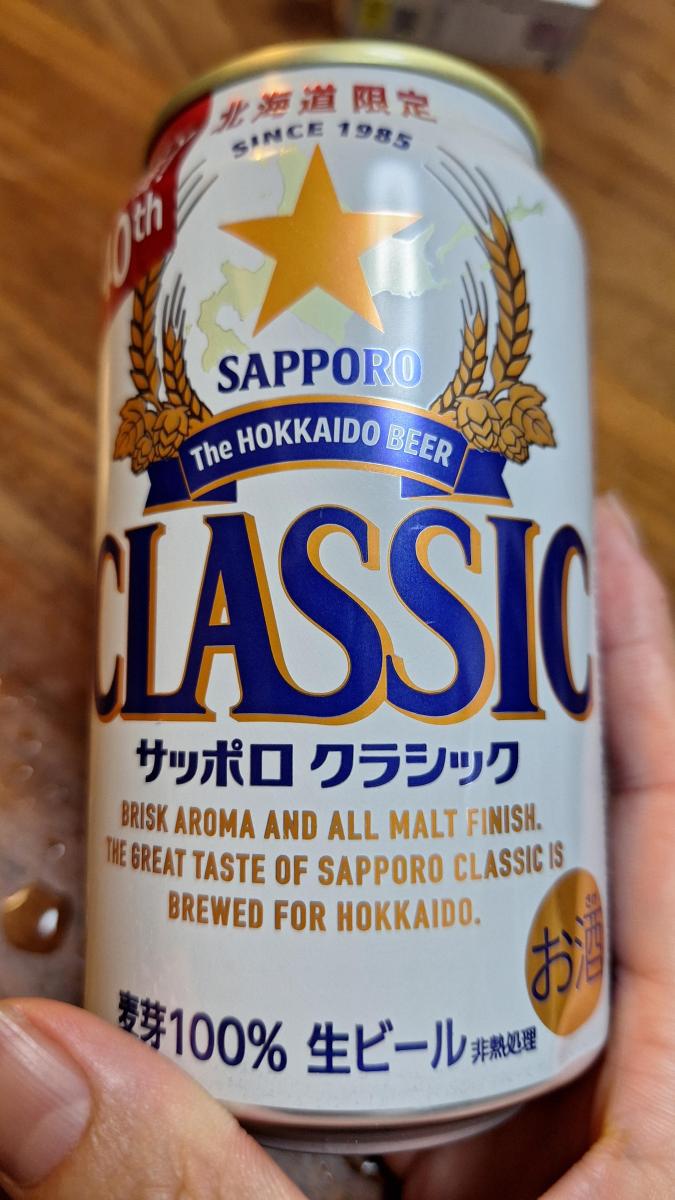 北海道限定
SINCE 1985
0th
SAPPORO
The HOKKAIDO BEER
CLASSIC
サッポロ クラシック
BRISK AROMA AND ALL MALT FINISH.
THE GREAT TASTE OF SAPPORO CLASSIC IS
BREWED FOR HOKKAIDO.
お酒
麦芽100% 生ビール 非熱処理